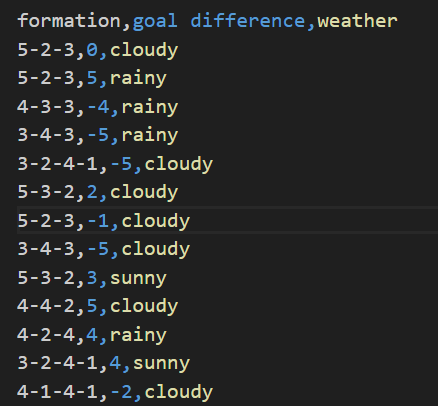 formation,goal difference,weather
5-2-3,0,cloudy
5-2-3,5,rainy
4-3-3,-4,rainy
3-4-3,-5,rainy
3-2-4-1,-5,cloudy
5-3-2,2,cloudy
5-2-3,-1,cloudy
3-4-3,-5,cloudy
5-3-2,3,sunny
4-4-2,5,cloudy
4-2-4,4,rainy
3-2-4-1,4,sunny
4-1-4-1,-2,cloudy